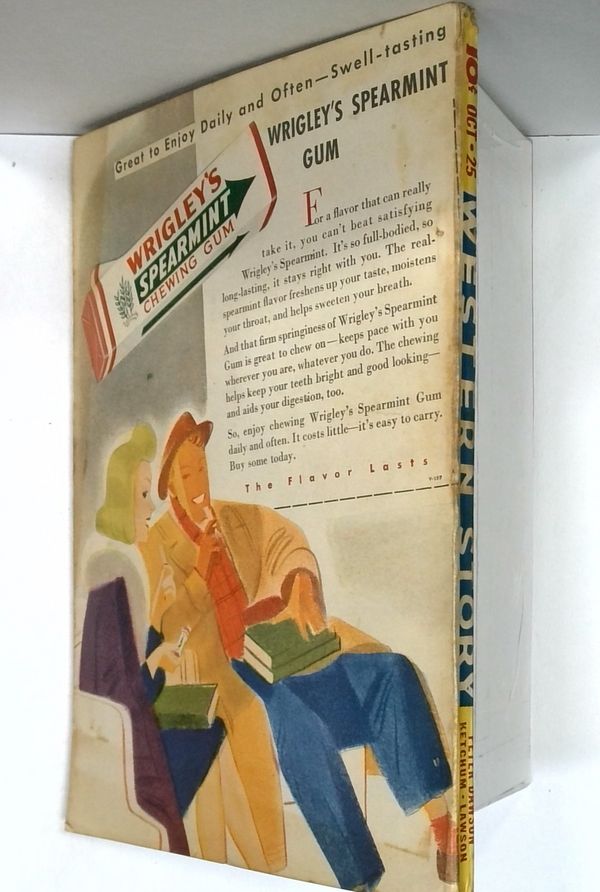 Great to Enjoy Daily and Often—Swell-tasting
WRIGLEY'S SPEARMINT
GUM
WRIGLEY'S
SPEARMINT
CHEWING GUM
For a flavor that can really
take it, you can't beat satisfying
Wrigley's Spearmint. It's so full-bodied, so
long-lasting, it stays right with you. The real-
spearmint flavor freshens up your taste, moistens
your throat, and helps sweeten your breath.
And that firm springiness of Wrigley's Spearmint
Gum is great to chew on—keeps pace with you
wherever you are, whatever you do. The chewing
helps keep your teeth bright and good looking—
and aids your digestion, too.
So, enjoy chewing Wrigley's Spearmint Gum
daily and often. It costs little—it's easy to carry.
Buy some today.
The Flavor Lasts
10¢ OCT • 25
WESTERN STORY
PETER DAWSON
KETCHUM • LAWSON